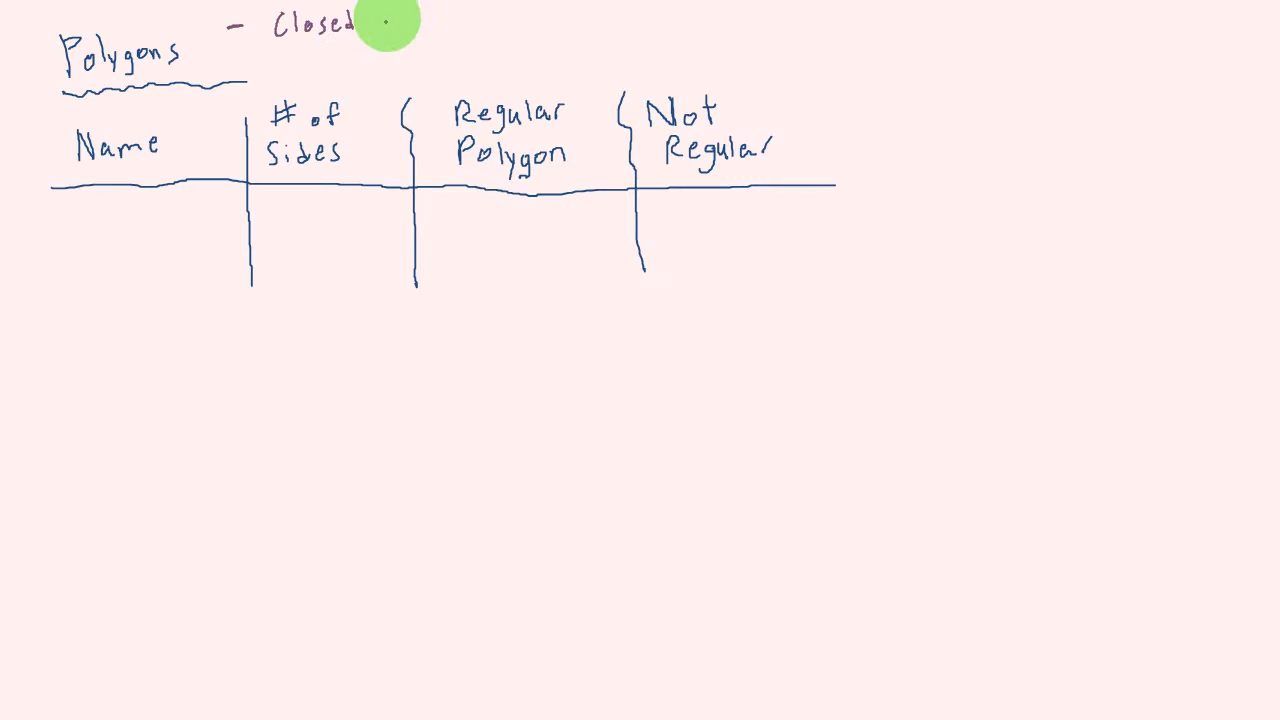 - Closed
Polygons
Name
# of
Sides
Regular
Polygon
Not
Regular